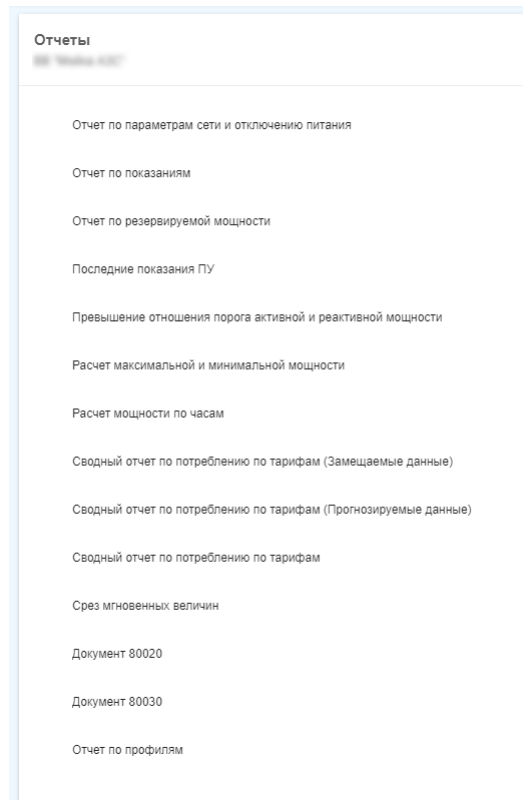 Отчеты
Отчет по параметрам сети и отключению питания
Отчет по показаниям
Отчет по резервируемой мощности
Последние показания ПУ
Превышение отношения порога активной и реактивной мощности
Расчет максимальной и минимальной мощности
Расчет мощности по часам
Сводный отчет по потреблению по тарифам (Замещаемые данные)
Сводный отчет по потреблению по тарифам (Прогнозируемые данные)
Сводный отчет по потреблению по тарифам
Срез мгновенных величин
Документ 80020
Документ 80030
Отчет по профилям